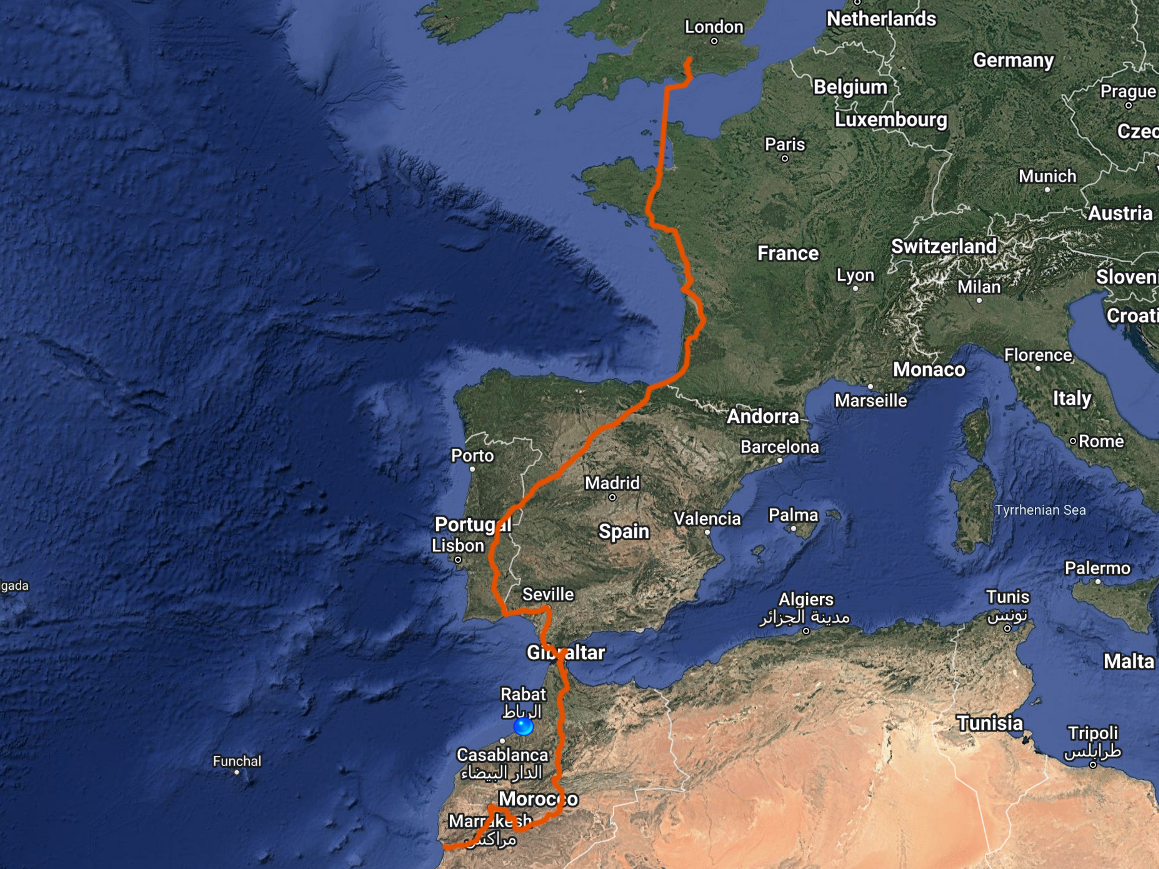 London
Netherlands
Germany
Belgium
Prague
Luxembourg
Czec
Paris
Munich
Austria
Switzerland
France
Lyon
Milan
Sloven
Croati
Florence
Monaco
Marseille
Italy
Andorra
Rome
Barcelona
Porto
Madrid
Tyrrhenian Sea
Portugal
Valencia
Palma
Spain
Lisbon
Palermo
gada
Seville
Algiers
مدينة الجزائر
Tunis
تونس
Gibraltar
Malta
Rabat
الرباط
Tunisia
Tripoli
طرابلس
Casablanca
الدار البيضاء
Funchal
Morocco
Marrakesh
مراكش